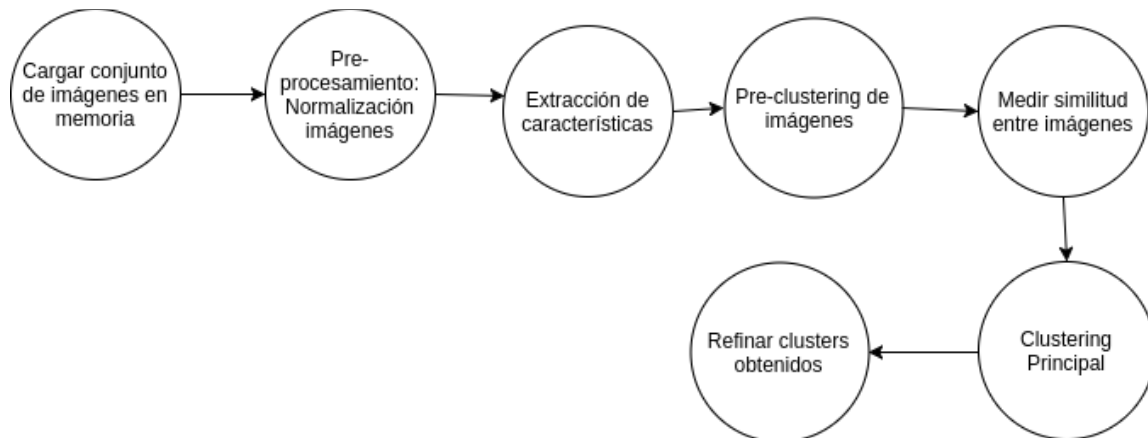 Cargar conjunto
de imágenes en
memoria
Pre-
procesamiento:
Normalización
imágenes
Extracción de
características
Pre-clustering de
imágenes
Medir similitud
entre imágenes
Clustering
Principal
Refinar clusters
obtenidos